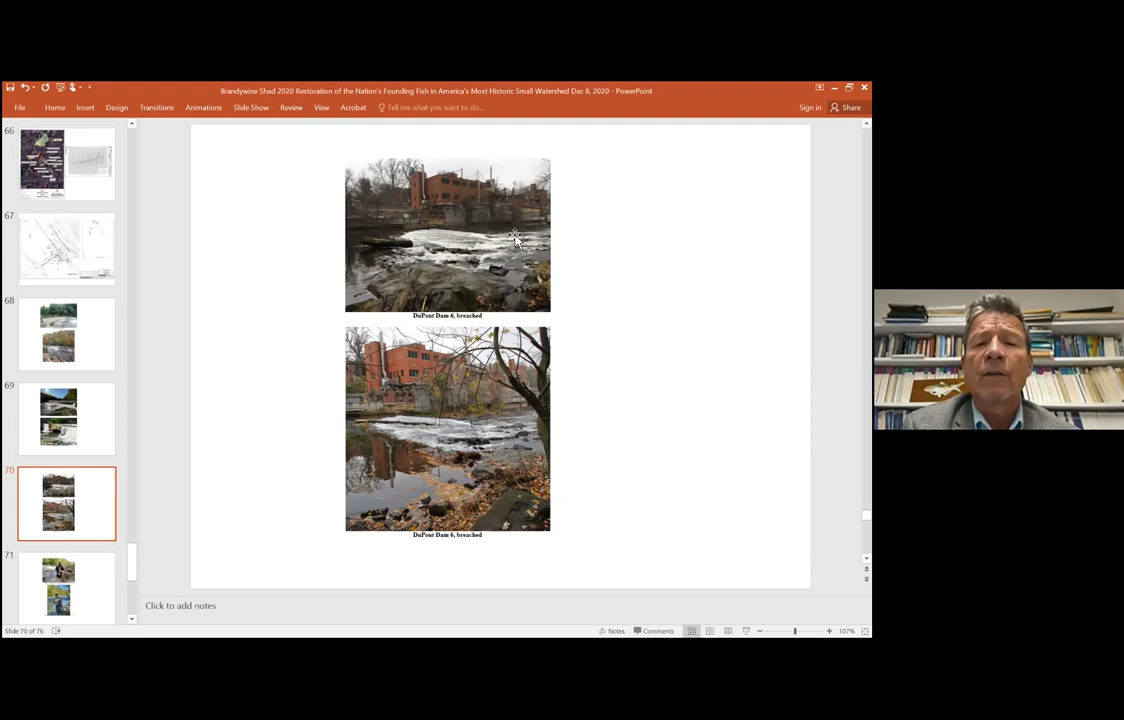 Brandywine Shad 2020 Restoration of the Nation's Founding Fish in America's Most Historic Small Watershed Dec 8, 2020 - PowerPoint
File Home Insert Design Transitions Animations Slide Show Review View Acrobat Tell me what you want to do... Sign in Share
66
67
68
69
70
71
DuPont Dam 6, breached
DuPont Dam 6, breached
Click to add notes
Slide 70 of 76 Notes Comments 107%